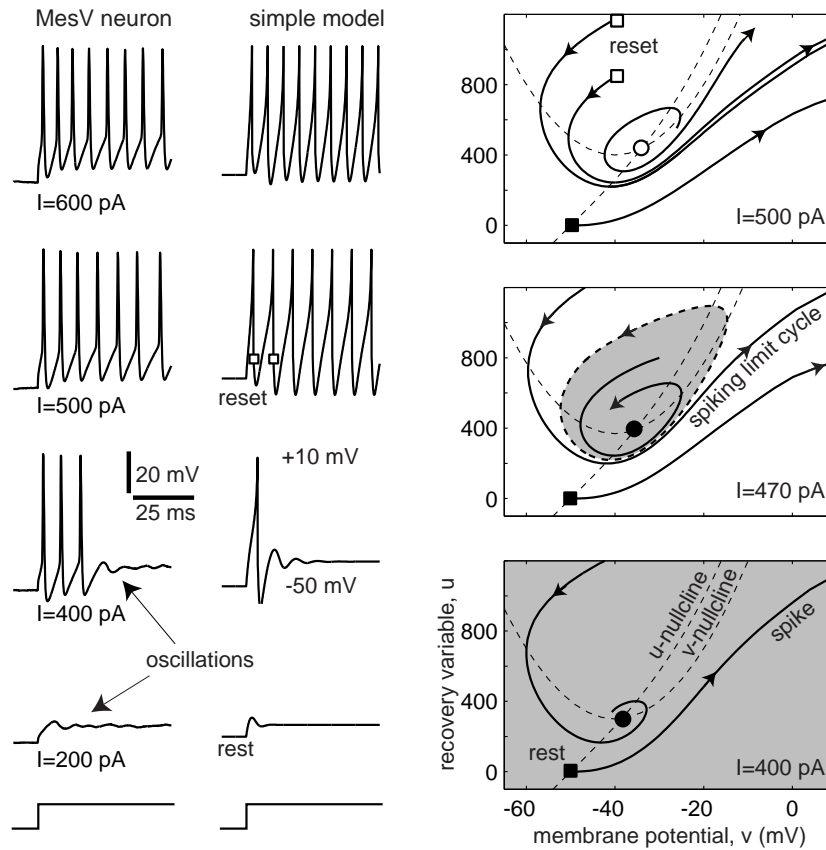 MesV neuron
simple model
I=600 pA
I=500 pA
reset
20 mV
25 ms
+10 mV
-50 mV
I=400 pA
oscillations
I=200 pA
rest
800
400
0
reset
I=500 pA
800
400
0
spiking limit cycle
I=470 pA
recovery variable, u
800
400
0
u-nullcline
v-nullcline
spike
rest
I=400 pA
-60
-40
-20
0
membrane potential, v (mV)